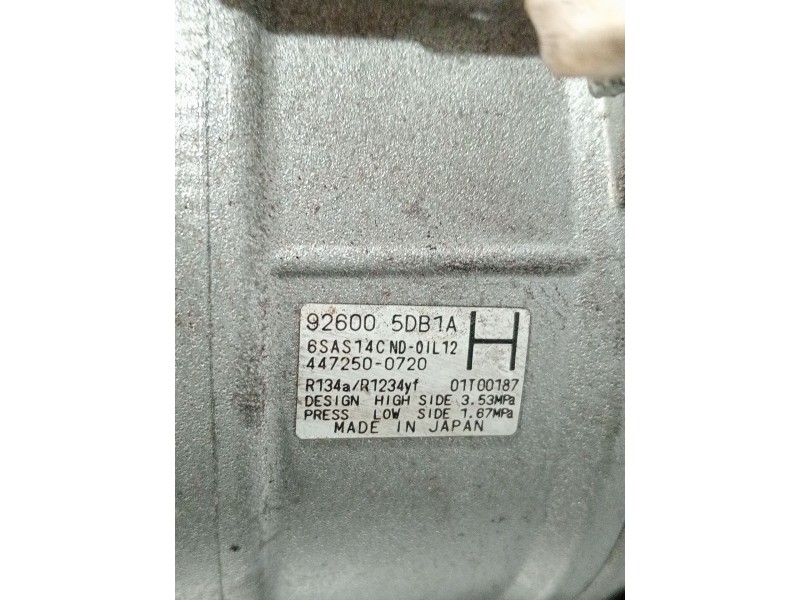 92600 5DB1A H
6SAS14C ND-OIL12
447250-0720
R134a/R1234yf 01T00187
DESIGN HIGH SIDE 3.53MPa
PRESS LOW SIDE 1.67MPa
MADE IN JAPAN